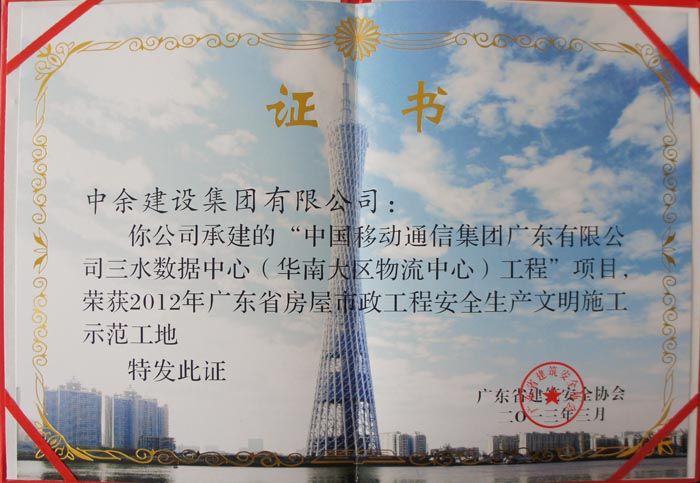 证 书
中余建设集团有限公司：
你公司承建的“中国移动通信集团广东有限公
司三水数据中心（华南大区物流中心）工程”项目，
荣获2012年广东省房屋市政工程安全生产文明施工
示范工地
特发此证
广东省建筑安全协会
二〇一三年三月